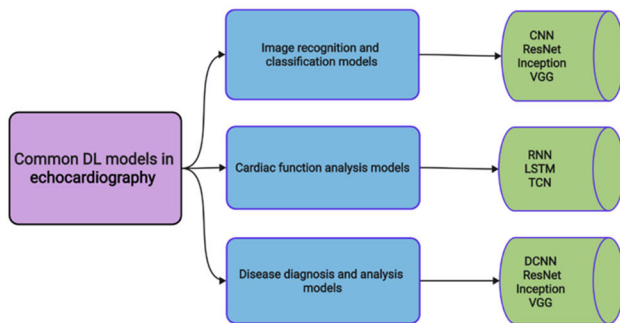 Common DL models in
echocardiography
Image recognition and
classification models
CNN
ResNet
Inception
VGG
Cardiac function analysis models
RNN
LSTM
TCN
Disease diagnosis and analysis
models
DCNN
ResNet
Inception
VGG